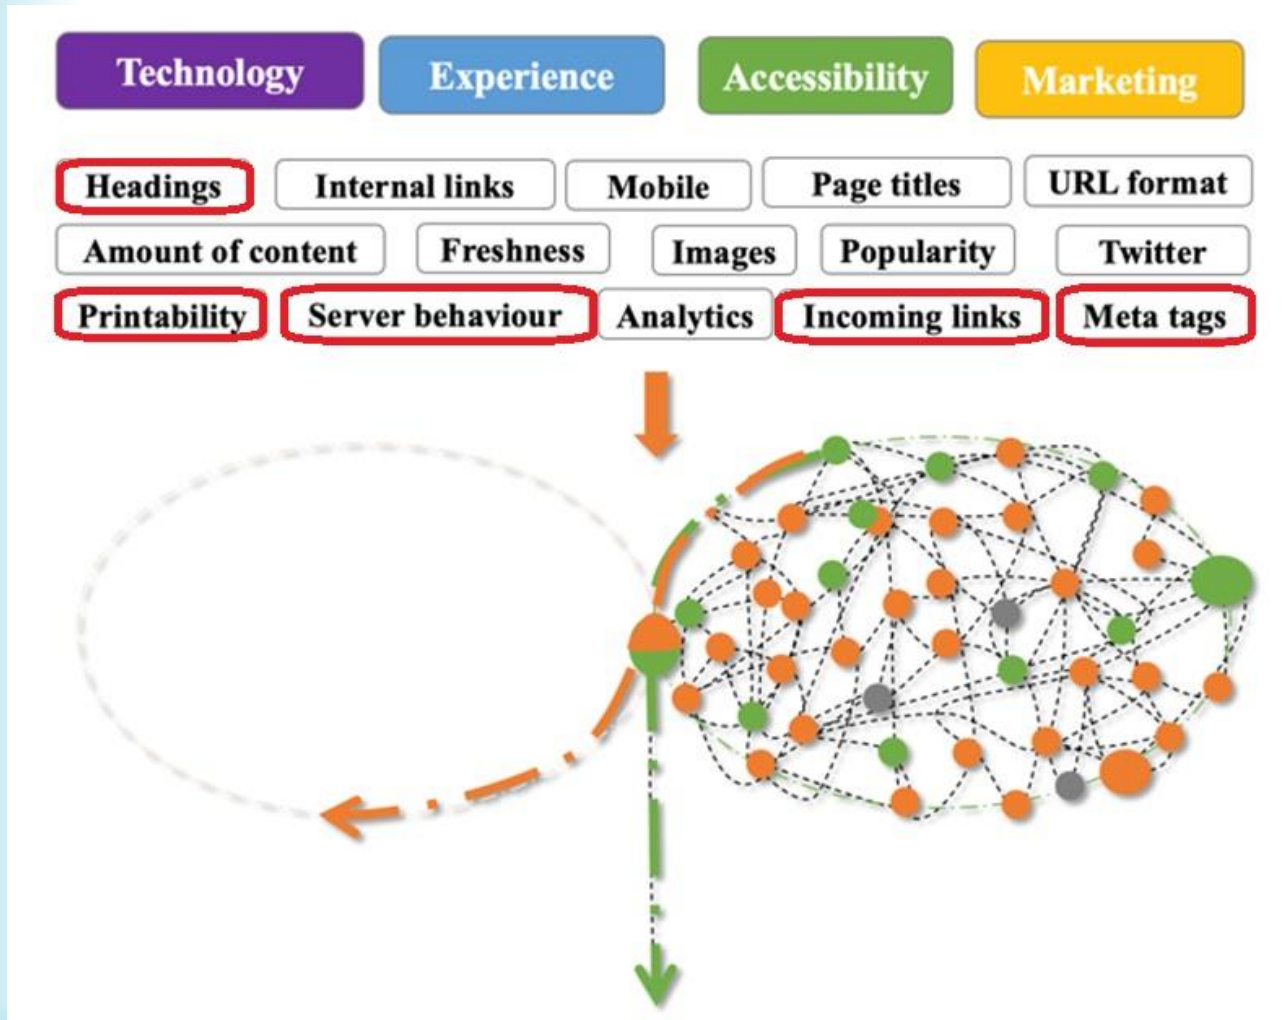 Technology Experience Accessibility Marketing
Headings Internal links Mobile Page titles URL format
Amount of content Freshness Images Popularity Twitter
Printability Server behaviour Analytics Incoming links Meta tags